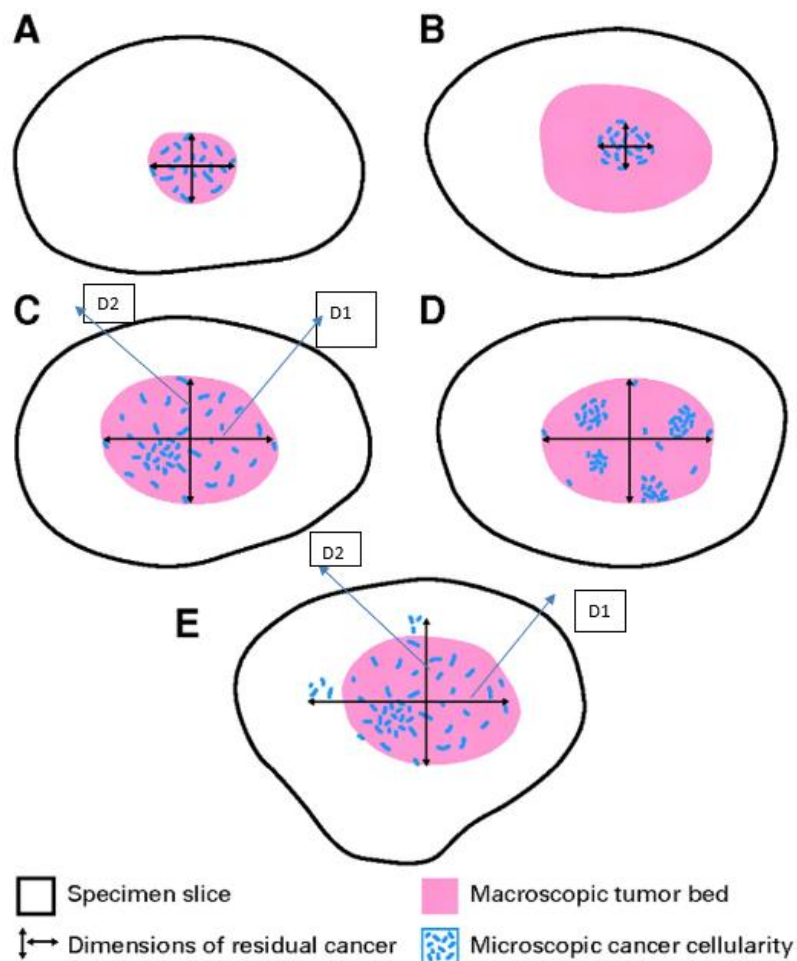 A
B
C
D2
D1
D
D2
E
D1
Specimen slice
Macroscopic tumor bed
Dimensions of residual cancer
Microscopic cancer cellularity